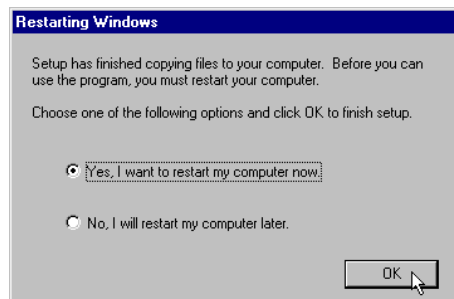 Restarting Windows
Setup has finished copying files to your computer. Before you can
use the program, you must restart your computer.
Choose one of the following options and click OK to finish setup.
Yes, I want to restart my computer now.
No, I will restart my computer later.
OK